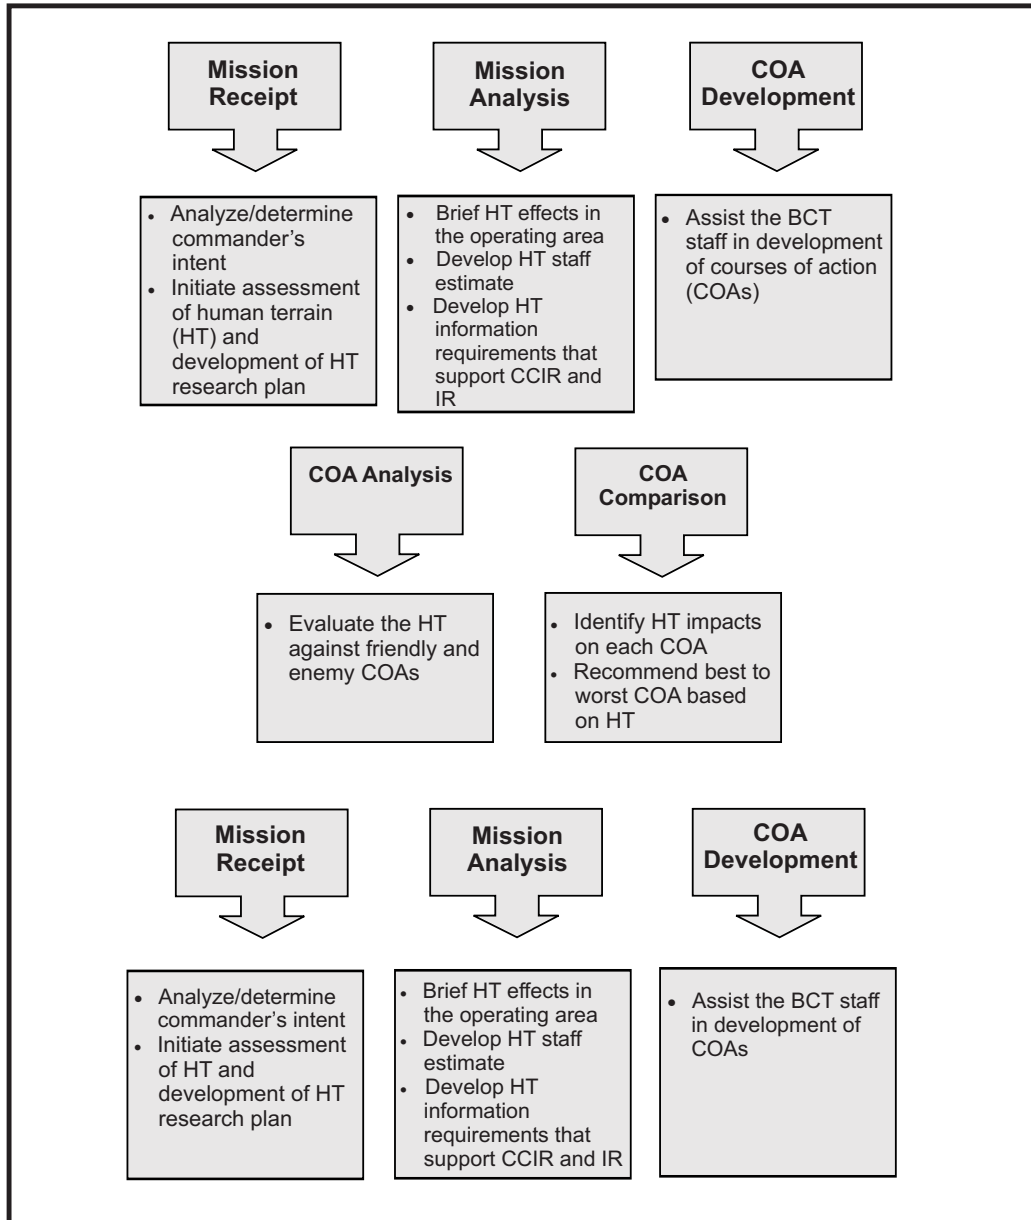 Mission
Receipt
Mission
Analysis
COA
Development
• Analyze/determine
commander's
intent
• Initiate assessment
of human terrain
(HT) and
development of HT
research plan
• Brief HT effects in
the operating area
• Develop HT staff
estimate
• Develop HT
information
requirements that
support CCIR and
IR
• Assist the BCT
staff in development
of courses of action
(COAs)
COA Analysis
COA
Comparison
• Evaluate the HT
against friendly and
enemy COAs
• Identify HT impacts
on each COA
• Recommend best to
worst COA based
on HT
Mission
Receipt
Mission
Analysis
COA
Development
• Analyze/determine
commander's intent
• Initiate assessment
of HT and
development of HT
research plan
• Brief HT effects in
the operating area
• Develop HT staff
estimate
• Develop HT
information
requirements that
support CCIR and IR
• Assist the BCT staff
in development of
COAs